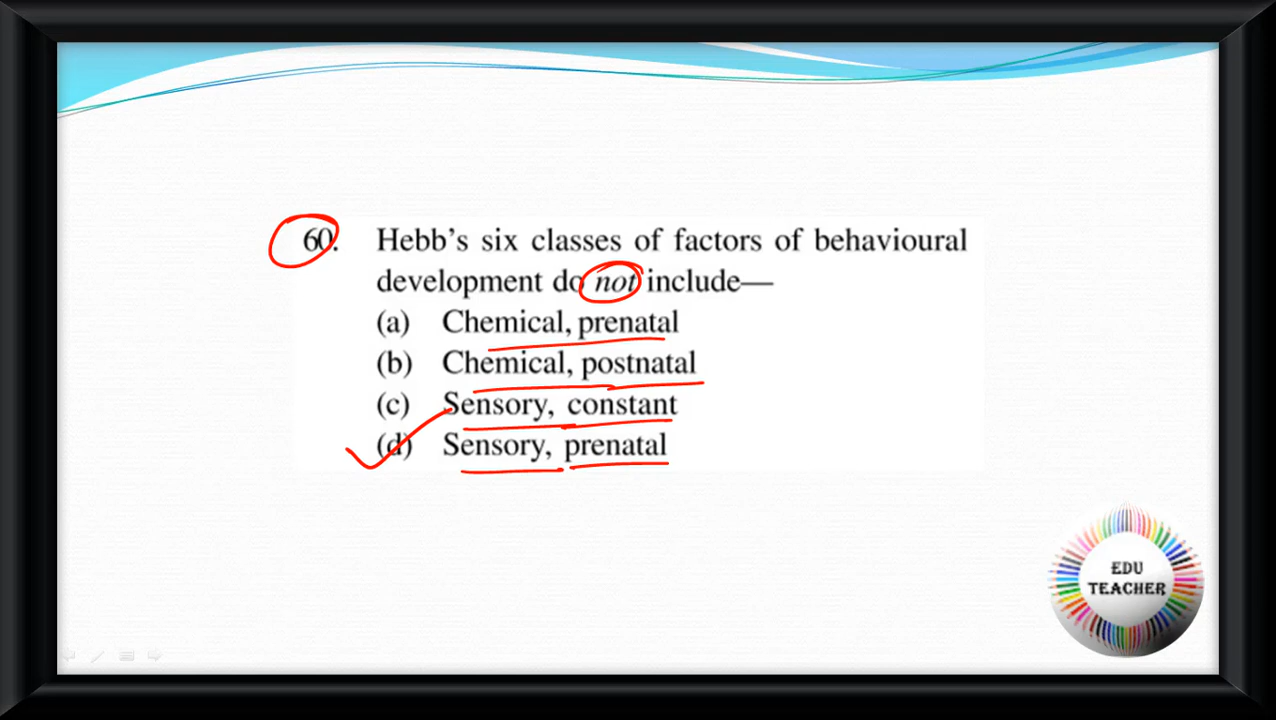 60. Hebb's six classes of factors of behavioural
development do not include—
(a) Chemical, prenatal
(b) Chemical, postnatal
(c) Sensory, constant
(d) Sensory, prenatal
EDU
TEACHER